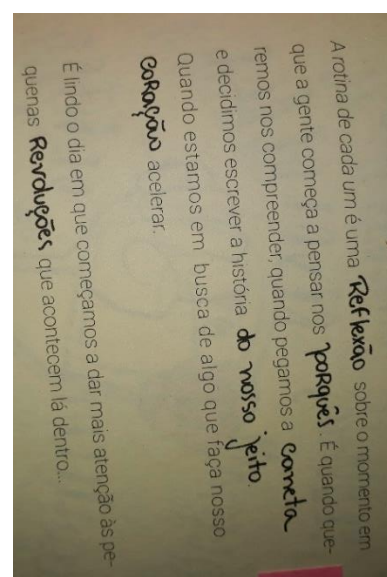 A rotina de cada um é uma Reflexão sobre o momento em
que a gente começa a pensar nos porquês. É quando que-
remos nos compreender, quando pegamos a caneta
e decidimos escrever a história do nosso jeito.
Quando estamos em busca de algo que faça nosso
coração acelerar.
É lindo o dia em que começamos a dar mais atenção às pe-
quenas Revoluções que acontecem lá dentro...